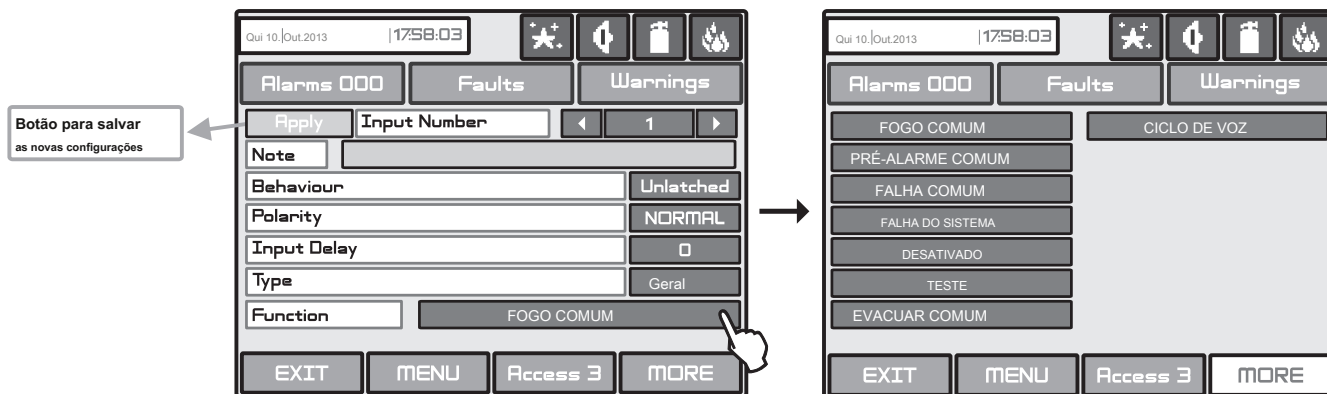 Botão para salvar
as novas configurações
Qui 10. Out.2013 17:58:03
Alarms 000 Faults Warnings
Apply Input Number 1
Note
Behaviour Unlatched
Polarity NORMAL
Input Delay 0
Type Geral
Function FOGO COMUM
EXIT MENU Access 3 MORE
Qui 10. Out.2013 17:58:03
Alarms 000 Faults Warnings
FOGO COMUM CICLO DE VOZ
PRÉ-ALARME COMUM
FALHA COMUM
FALHA DO SISTEMA
DESATIVADO
TESTE
EVACUAR COMUM
EXIT MENU Access 3 MORE